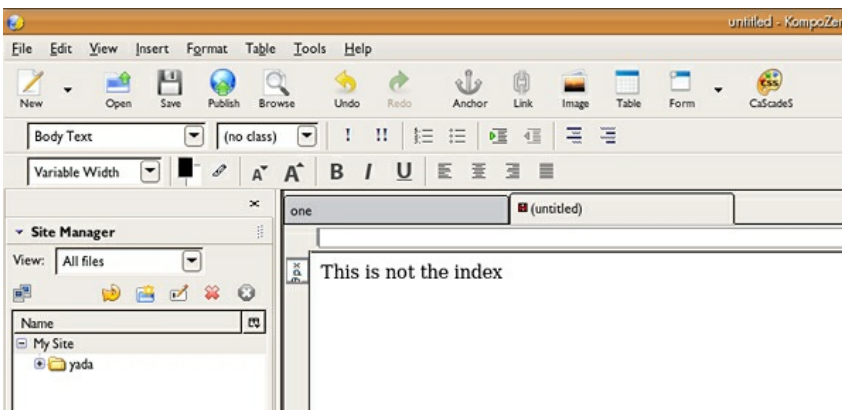 untitled - KompoZer
File Edit View Insert Format Table Tools Help
New Open Save Publish Browse Undo Redo Anchor Link Image Table Form CaScadeS
Body Text (no class) ! !!
Variable Width A A B I U
one (untitled)
Site Manager
View: All files
This is not the index
Name
My Site
yada